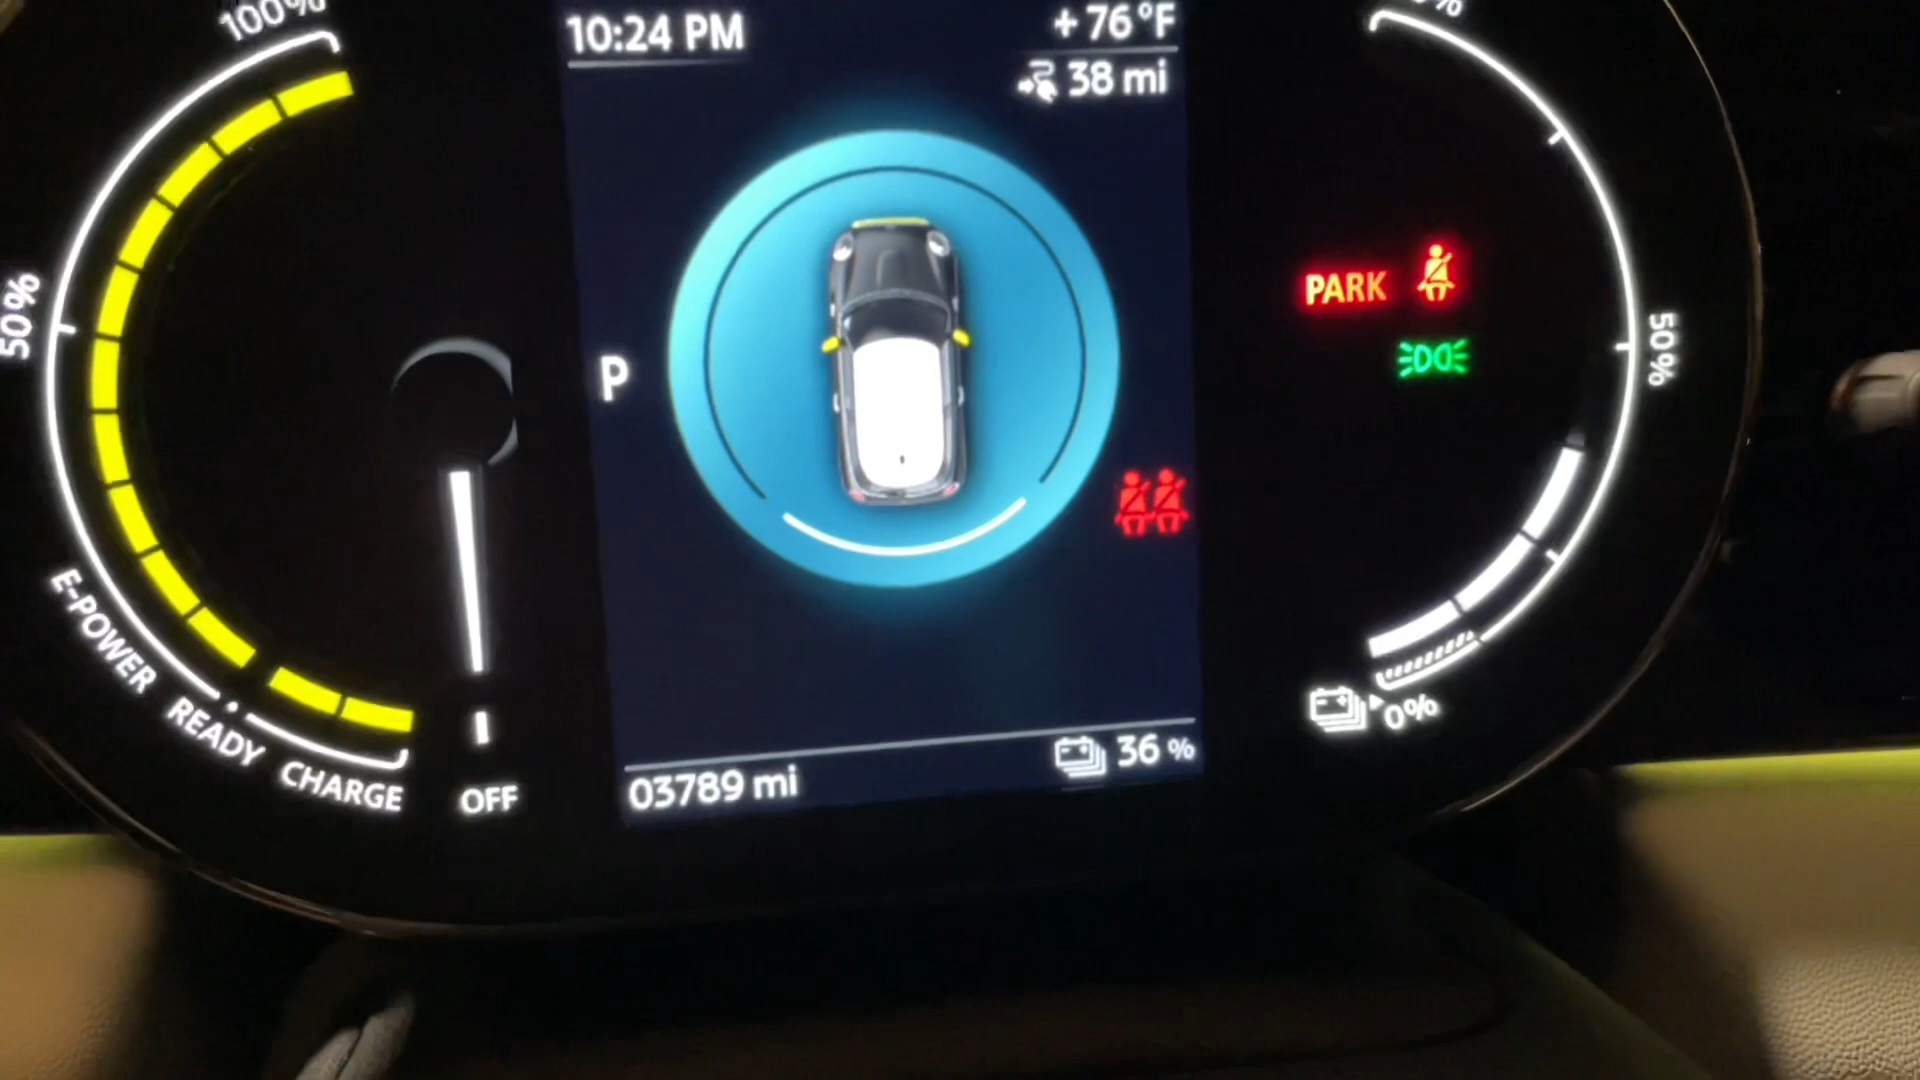 100%
10:24 PM
+76°F
38 mi
50%
P
PARK
50%
E-POWER
READY
CHARGE
OFF
0%
36 %
03789 mi